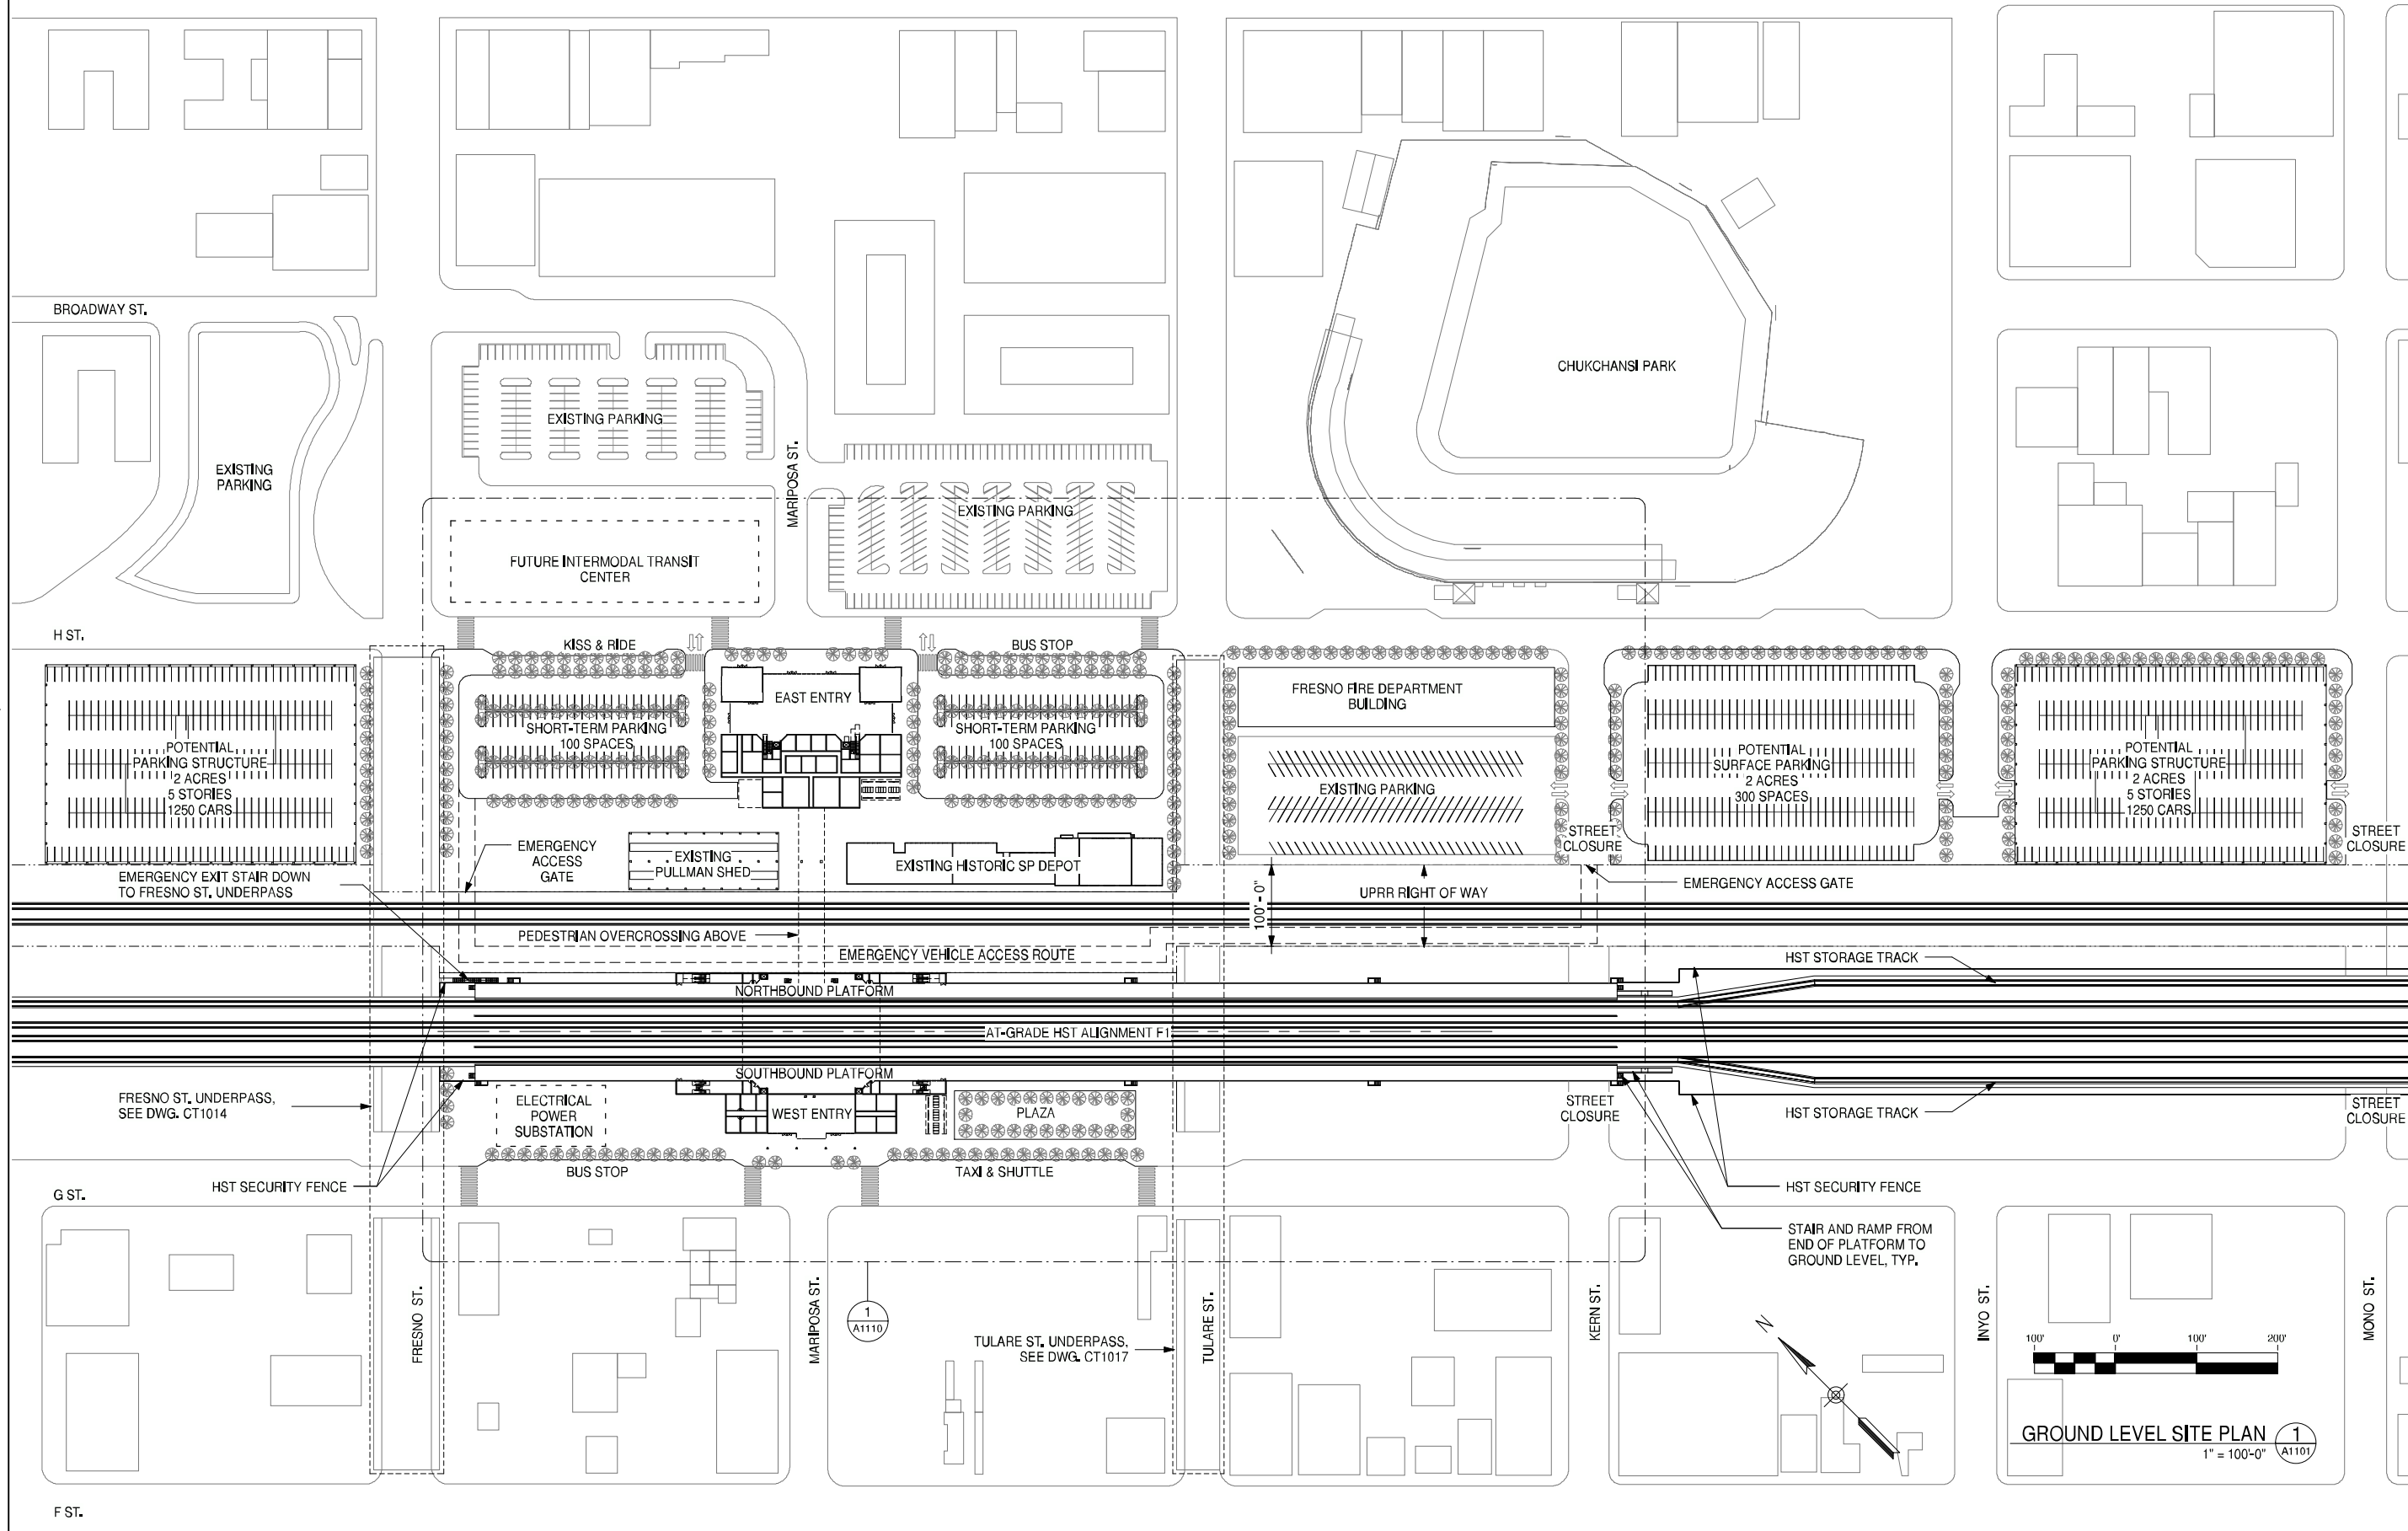 BROADWAY ST.
CHUKCHANSI PARK
EXISTING PARKING
MARIPOSA ST.
EXISTING
PARKING
EXISTING PARKING
FUTURE INTERMODAL TRANSIT
CENTER
H ST.
KISS & RIDE
BUS STOP
EAST ENTRY
FRESNO FIRE DEPARTMENT
BUILDING
SHORT-TERM PARKING
100 SPACES
SHORT-TERM PARKING
100 SPACES
POTENTIAL
PARKING STRUCTURE
2 ACRES
5 STORIES
1250 CARS
EXISTING PARKING
POTENTIAL
SURFACE PARKING
2 ACRES
300 SPACES
POTENTIAL
PARKING STRUCTURE
2 ACRES
5 STORIES
1250 CARS
STREET
CLOSURE
STREET
CLOSURE
EMERGENCY
ACCESS
GATE
EXISTING
PULLMAN SHED
EXISTING HISTORIC SP DEPOT
EMERGENCY EXIT STAIR DOWN
TO FRESNO ST. UNDERPASS
100'-0"
UPRR RIGHT OF WAY
EMERGENCY ACCESS GATE
PEDESTRIAN OVERCROSSING ABOVE
EMERGENCY VEHICLE ACCESS ROUTE
HST STORAGE TRACK
NORTHBOUND PLATFORM
AT-GRADE HST ALIGNMENT F1
SOUTHBOUND PLATFORM
FRESNO ST. UNDERPASS,
SEE DWG. CT1014
ELECTRICAL
POWER
SUBSTATION
WEST ENTRY
PLAZA
STREET
CLOSURE
HST STORAGE TRACK
STREET
CLOSURE
BUS STOP
TAXI & SHUTTLE
HST SECURITY FENCE
HST SECURITY FENCE
G ST.
STAIR AND RAMP FROM
END OF PLATFORM TO
GROUND LEVEL, TYP.
FRESNO ST.
MARIPOSA ST.
1
A1110
TULARE ST. UNDERPASS,
SEE DWG. CT1017
TULARE ST.
KERN ST.
N
INYO ST.
MONO ST.
100' 0' 100' 200'
GROUND LEVEL SITE PLAN
1" = 100'-0"
1
A1101
F ST.